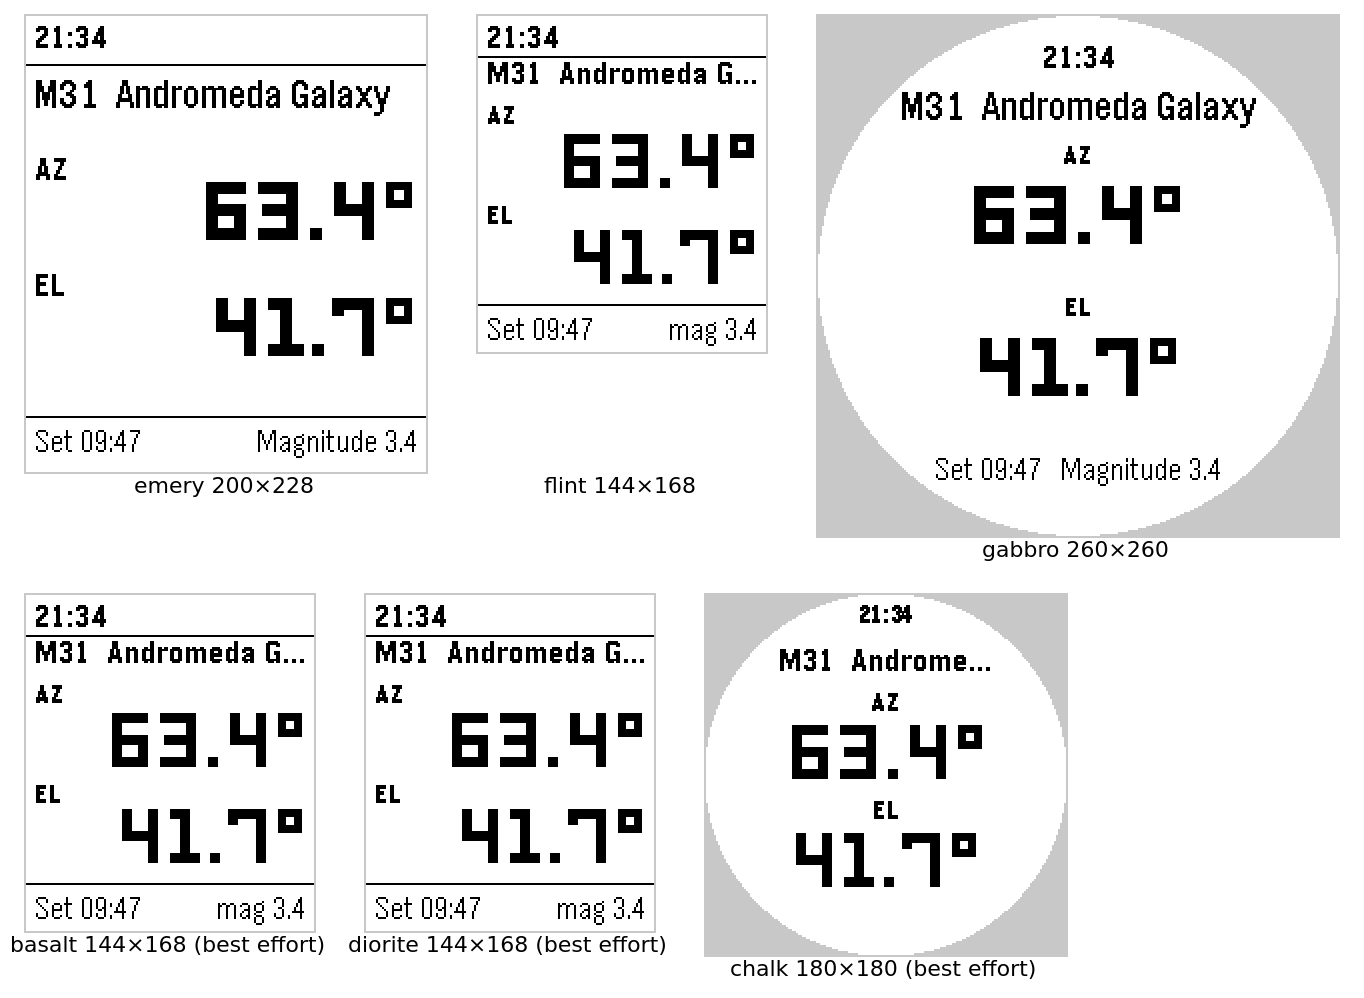 21:34
M31 Andromeda Galaxy
AZ
63.4°
EL
41.7°
Set 09:47 Magnitude 3.4
emery 200×228
21:34
M31 Andromeda G...
AZ
63.4°
EL
41.7°
Set 09:47 mag 3.4
flint 144×168
21:34
M31 Andromeda Galaxy
AZ
63.4°
EL
41.7°
Set 09:47 Magnitude 3.4
gabbro 260×260
21:34
M31 Andromeda G...
AZ
63.4°
EL
41.7°
Set 09:47 mag 3.4
basalt 144×168 (best effort)
21:34
M31 Andromeda G...
AZ
63.4°
EL
41.7°
Set 09:47 mag 3.4
diorite 144×168 (best effort)
21:34
M31 Androme...
AZ
63.4°
EL
41.7°
chalk 180×180 (best effort)